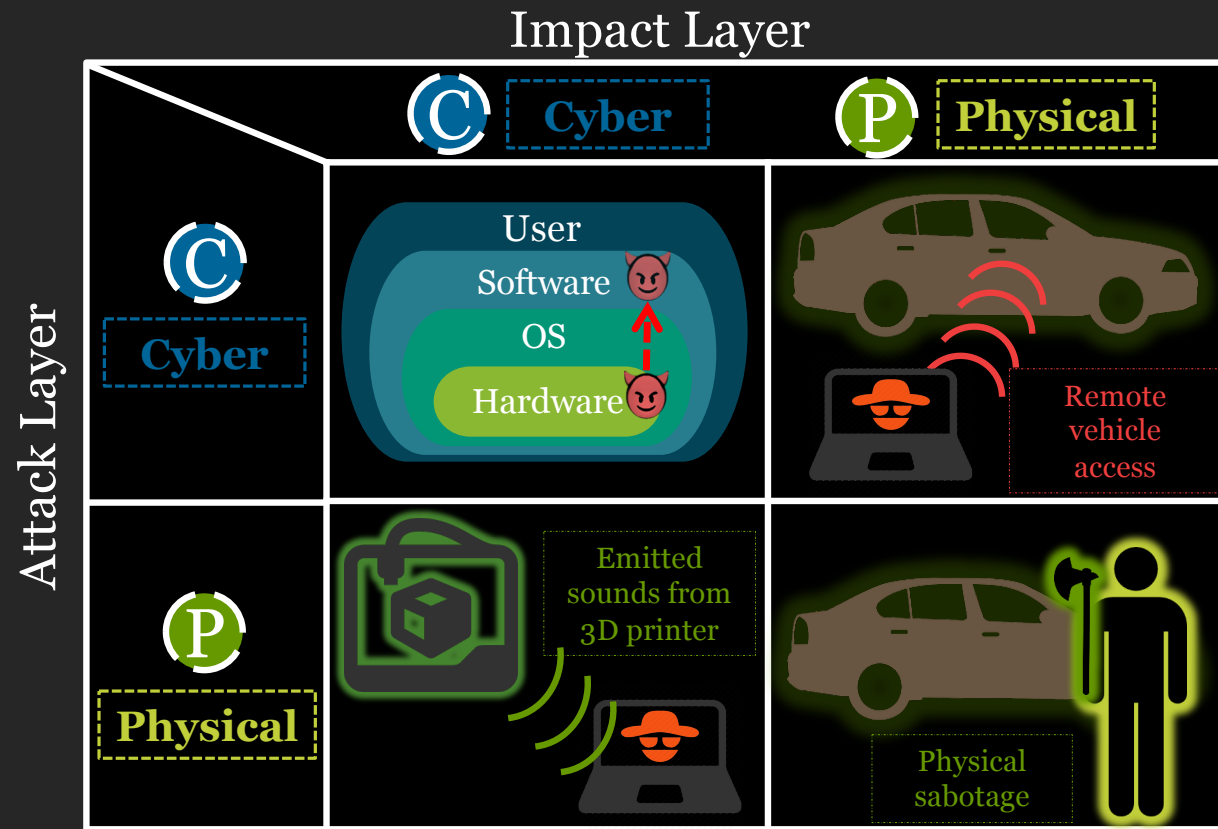 Impact Layer
C Cyber
P Physical
Attack Layer
C
Cyber
User
Software
OS
Hardware
Remote
vehicle
access
P
Physical
Emitted
sounds from
3D printer
Physical
sabotage